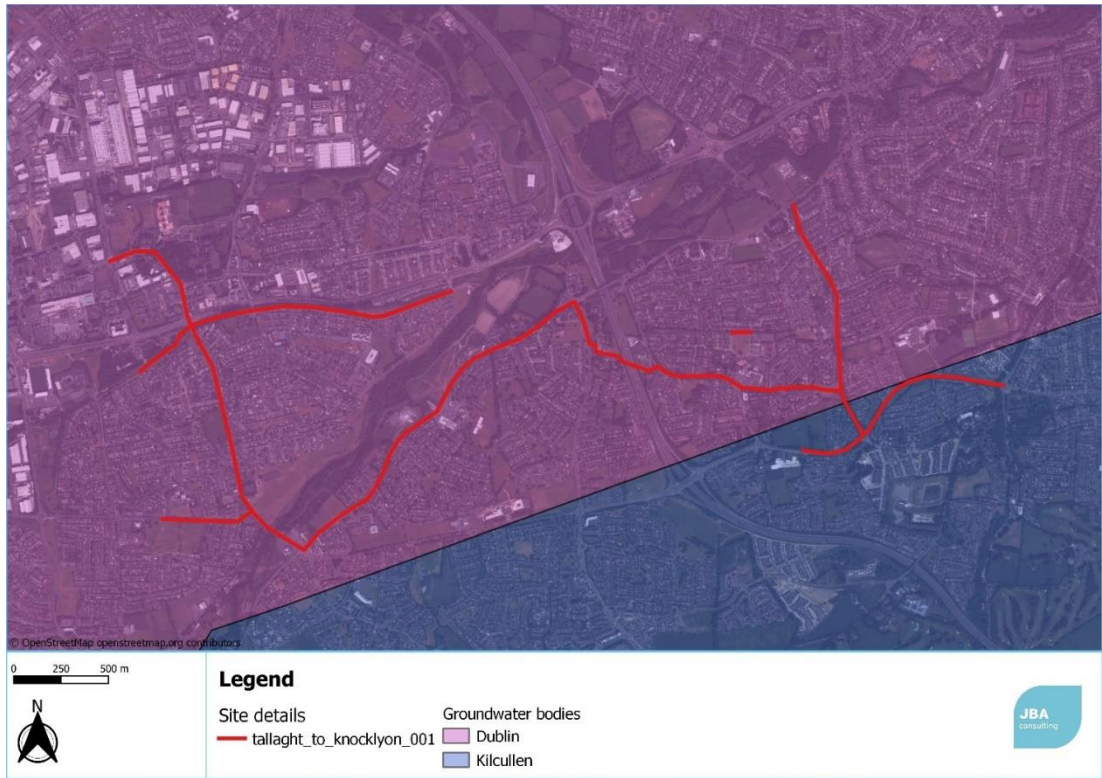 © OpenStreetMap openstreetmap.org contributors
0 250 500 m
N
Legend
Site details
tallaght_to_knocklyon_001
Groundwater bodies
Dublin
Kilcullen
JBA
consulting